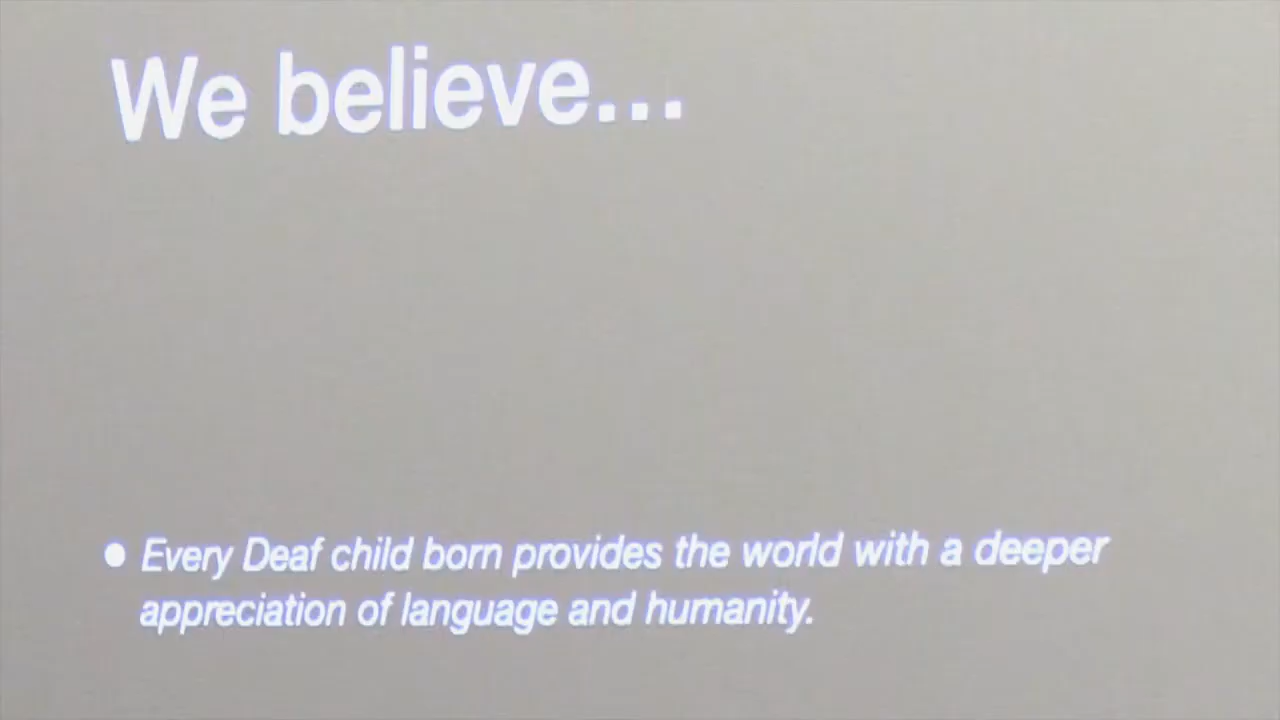 We believe...
• Every Deaf child born provides the world with a deeper
appreciation of language and humanity.